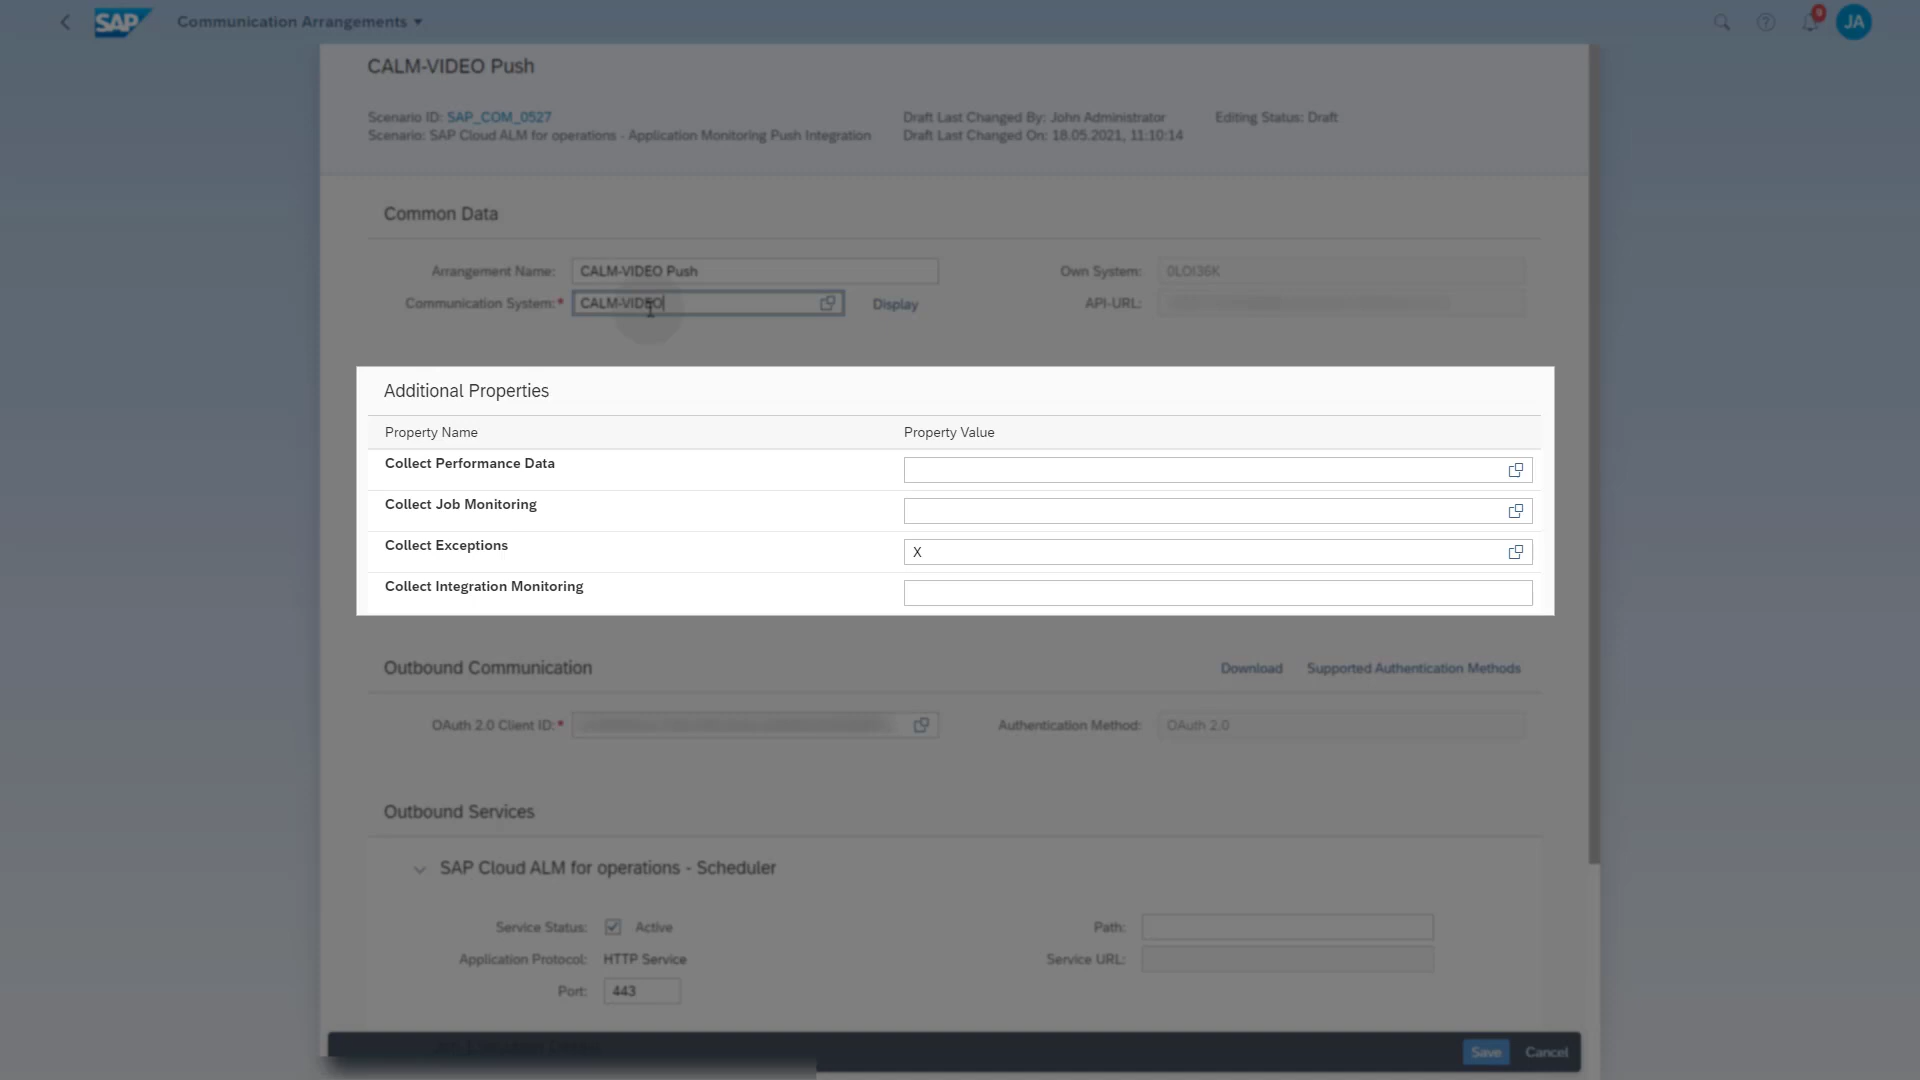 SAP Communication Arrangements
9
JA
CALM-VIDEO Push
Scenario ID: SAP_COM_0527
Scenario: SAP Cloud ALM for operations - Application Monitoring Push Integration
Draft Last Changed By: John Administrator
Draft Last Changed On: 18.05.2021, 11:10:14
Editing Status: Draft
Common Data
Arrangement Name: CALM-VIDEO Push
Own System: 0LOI36K
Communication System:* CALM-VIDEO Display
API-URL:
Additional Properties
Property Name Property Value
Collect Performance Data
Collect Job Monitoring
Collect Exceptions X
Collect Integration Monitoring
Outbound Communication Download Supported Authentication Methods
OAuth 2.0 Client ID:*
Authentication Method: OAuth 2.0
Outbound Services
SAP Cloud ALM for operations - Scheduler
Service Status: Active
Path:
Application Protocol: HTTP Service
Service URL:
Port: 443
Save Cancel